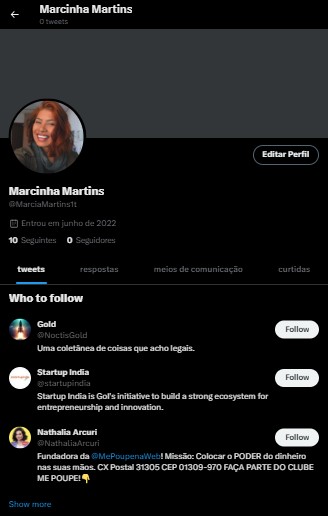 Marcinha Martins
0 tweets
Editar Perfil
Marcinha Martins
@MarciaMartins1t
Entrou em junho de 2022
10 Seguintes 0 Seguidores
tweets respostas meios de comunicação curtidas
Who to follow
Gold
@NoctisGold
Follow
Uma coletânea de coisas que acho legais.
Startup India
@startupindia
Follow
Startup India is GoI's initiative to build a strong ecosystem for
entrepreneurship and innovation.
Nathalia Arcuri
@NathaliaArcuri
Follow
Fundadora da @MePoupenaWeb! Missão: Colocar o PODER do dinheiro
nas suas mãos. CX Postal 31305 CEP 01309-970 FAÇA PARTE DO CLUBE
ME POUPE!👇
Show more